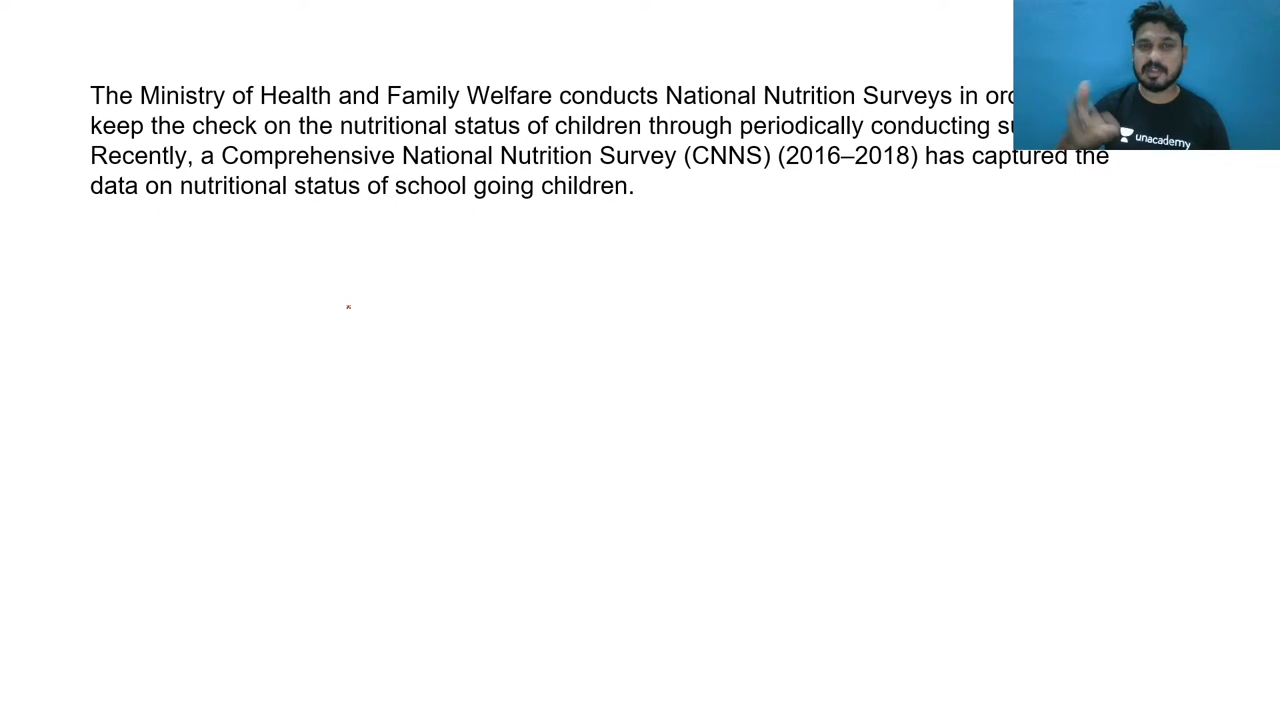 The Ministry of Health and Family Welfare conducts National Nutrition Surveys in
keep the check on the nutritional status of children through periodically conducting
Recently, a Comprehensive National Nutrition Survey (CNNS) (2016–2018) has captured the
data on nutritional status of school going children.
unacademy